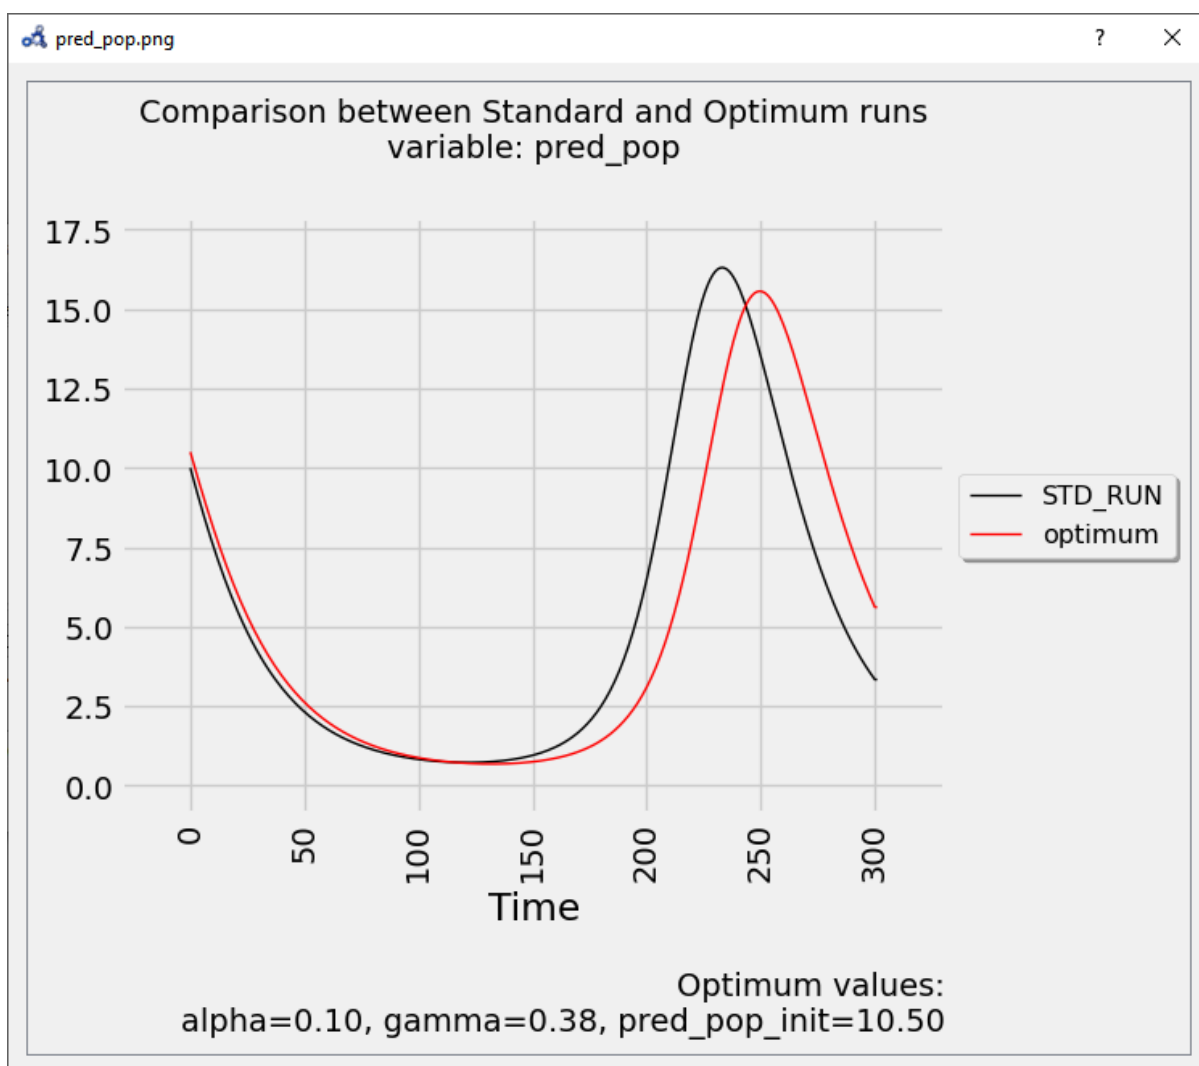 pred_pop.png
?
Comparison between Standard and Optimum runs
variable: pred_pop
17.5
15.0
12.5
10.0
7.5
5.0
2.5
0.0
0
50
100
150
200
250
300
Time
STD_RUN
optimum
Optimum values:
alpha=0.10, gamma=0.38, pred_pop_init=10.50